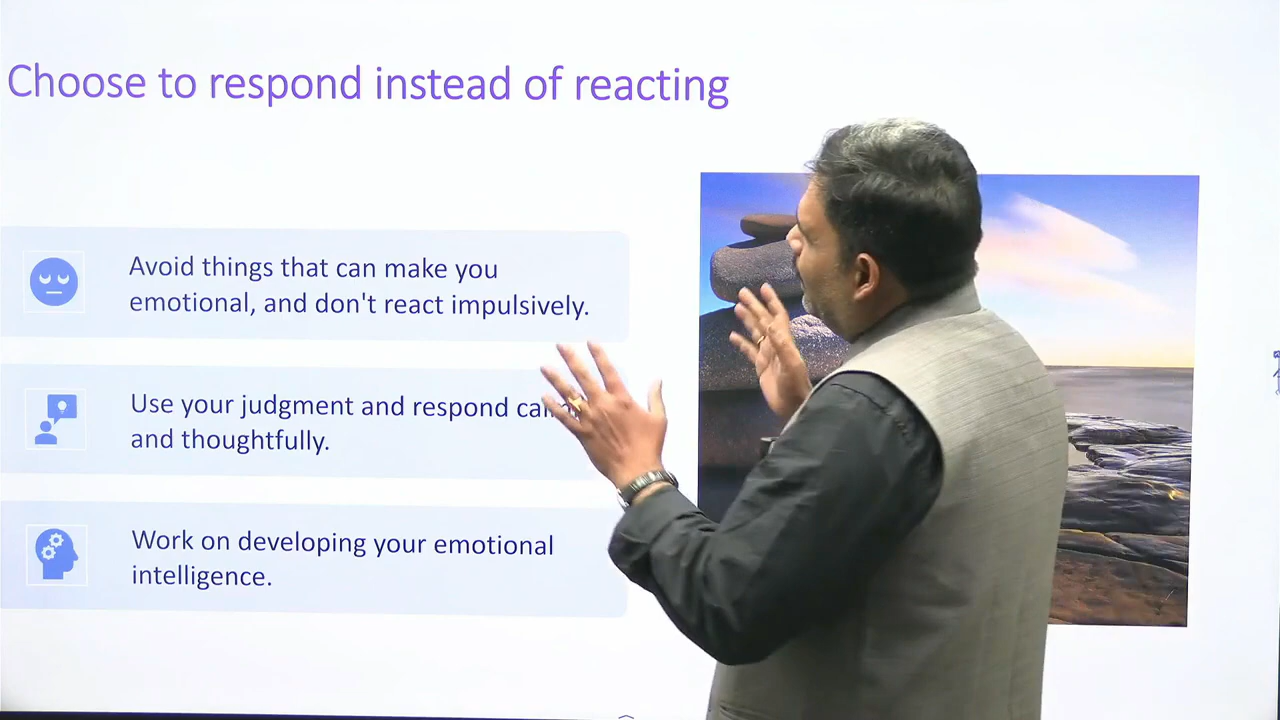 Choose to respond instead of reacting
Avoid things that can make you
emotional, and don't react impulsively.
Use your judgment and respond
and thoughtfully.
Work on developing your emotional
intelligence.